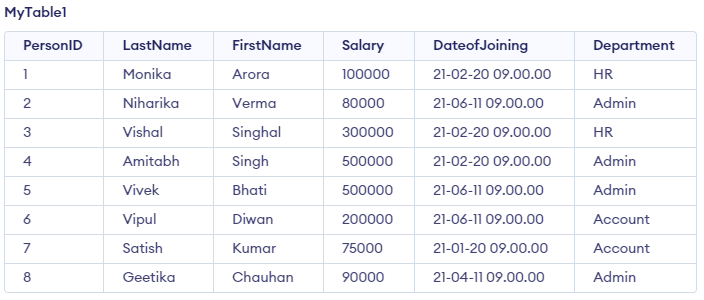 MyTable1
PersonID LastName FirstName Salary DateofJoining Department
1 Monika Arora 100000 21-02-20 09.00.00 HR
2 Niharika Verma 80000 21-06-11 09.00.00 Admin
3 Vishal Singhal 300000 21-02-20 09.00.00 HR
4 Amitabh Singh 500000 21-02-20 09.00.00 Admin
5 Vivek Bhati 500000 21-06-11 09.00.00 Admin
6 Vipul Diwan 200000 21-06-11 09.00.00 Account
7 Satish Kumar 75000 21-01-20 09.00.00 Account
8 Geetika Chauhan 90000 21-04-11 09.00.00 Admin